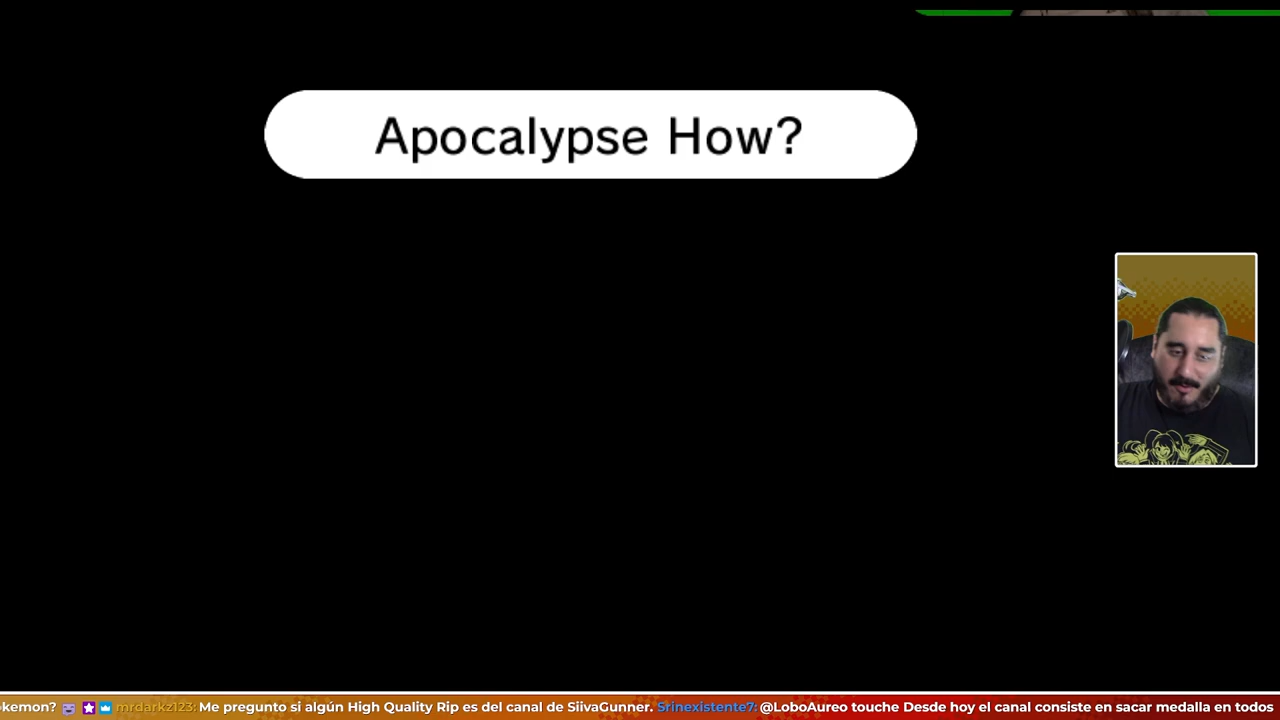 Apocalypse How?
okemon? mrdarkz123: Me pregunto si algún High Quality Rip es del canal de SiivaGunner. Srinexistente7: @LoboAureo touche Desde hoy el canal consiste en sacar medalla en todos